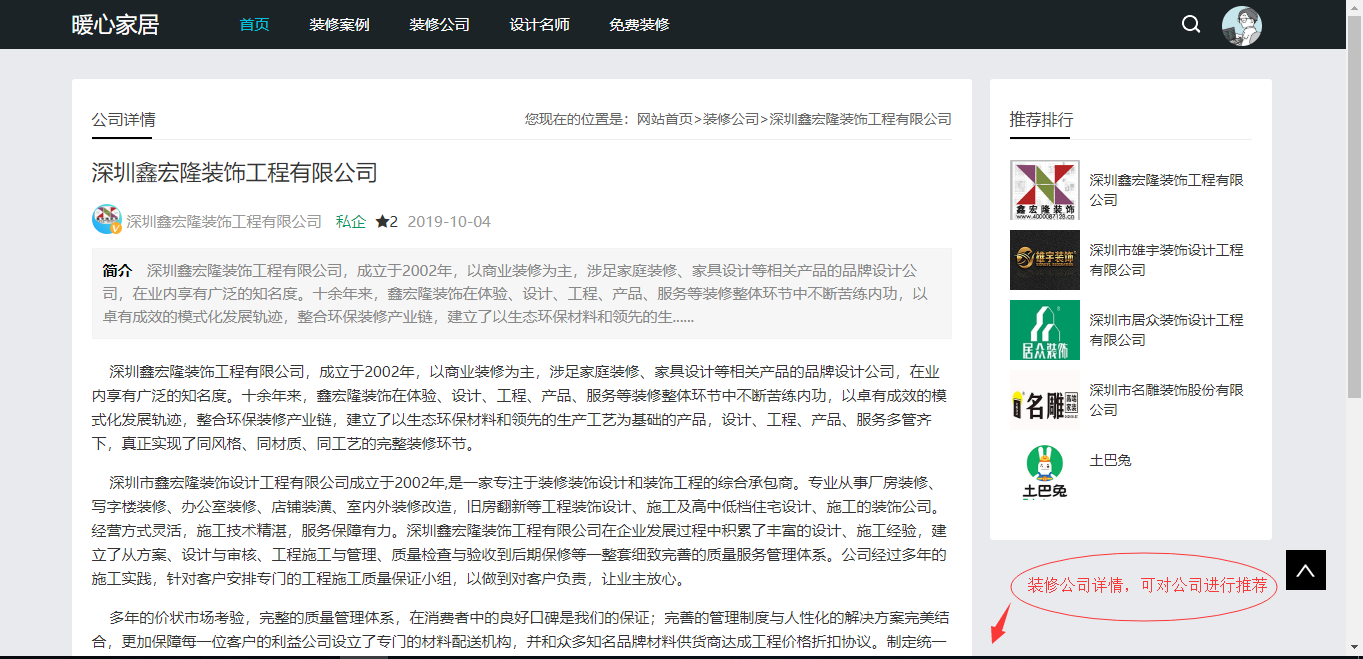 暖心家居 首页 装修案例 装修公司 设计名师 免费装修
公司详情 您现在的位置是：网站首页>装修公司>深圳鑫宏隆装饰工程有限公司
深圳鑫宏隆装饰工程有限公司
深圳鑫宏隆装饰工程有限公司 私企 ★2 2019-10-04
简介 深圳鑫宏隆装饰工程有限公司，成立于2002年，以商业装修为主，涉足家庭装修、家具设计等相关产品的品牌设计公
司，在业内享有广泛的知名度。十余年来，鑫宏隆装饰在体验、设计、工程、产品、服务等装修整体环节中不断苦练内功，以
卓有成效的模式化发展轨迹，整合环保装修产业链，建立了以生态环保材料和领先的生......
深圳鑫宏隆装饰工程有限公司，成立于2002年，以商业装修为主，涉足家庭装修、家具设计等相关产品的品牌设计公司，在业
内享有广泛的知名度。十余年来，鑫宏隆装饰在体验、设计、工程、产品、服务等装修整体环节中不断苦练内功，以卓有成效的模
式化发展轨迹，整合环保装修产业链，建立了以生态环保材料和领先的生产工艺为基础的产品，设计、工程、产品、服务多管齐
下，真正实现了同风格、同材质、同工艺的完整装修环节。
深圳市鑫宏隆装饰设计工程有限公司成立于2002年,是一家专注于装修装饰设计和装饰工程的综合承包商。专业从事厂房装修、
写字楼装修、办公室装修、店铺装潢、室内外装修改造，旧房翻新等工程装饰设计、施工及高中低档住宅设计、施工的装饰公司。
经营方式灵活，施工技术精湛，服务保障有力。深圳鑫宏隆装饰工程有限公司在企业发展过程中积累了丰富的设计、施工经验，建
立了从方案、设计与审核、工程施工与管理、质量检查与验收到后期保修等一整套细致完善的质量服务管理体系。公司经过多年的
施工实践，针对客户安排专门的工程施工质量保证小组，以做到对客户负责，让业主放心。
多年的价状市场考验，完整的质量管理体系，在消费者中的良好口碑是我们的保证；完善的管理制度与人性化的解决方案完美结
合，更加保障每一位客户的利益公司设立了专门的材料配送机构，并和众多知名品牌材料供货商达成工程价格折扣协议。制定统一
推荐排行
鑫宏隆装饰
www.4000087128.cn
深圳鑫宏隆装饰工程有限
公司
雄宇装饰
深圳市雄宇装饰设计工程
有限公司
居众装饰
深圳市居众装饰设计工程
有限公司
名雕
深圳市名雕装饰股份有限
公司
土巴兔
土巴兔
装修公司详情，可对公司进行推荐